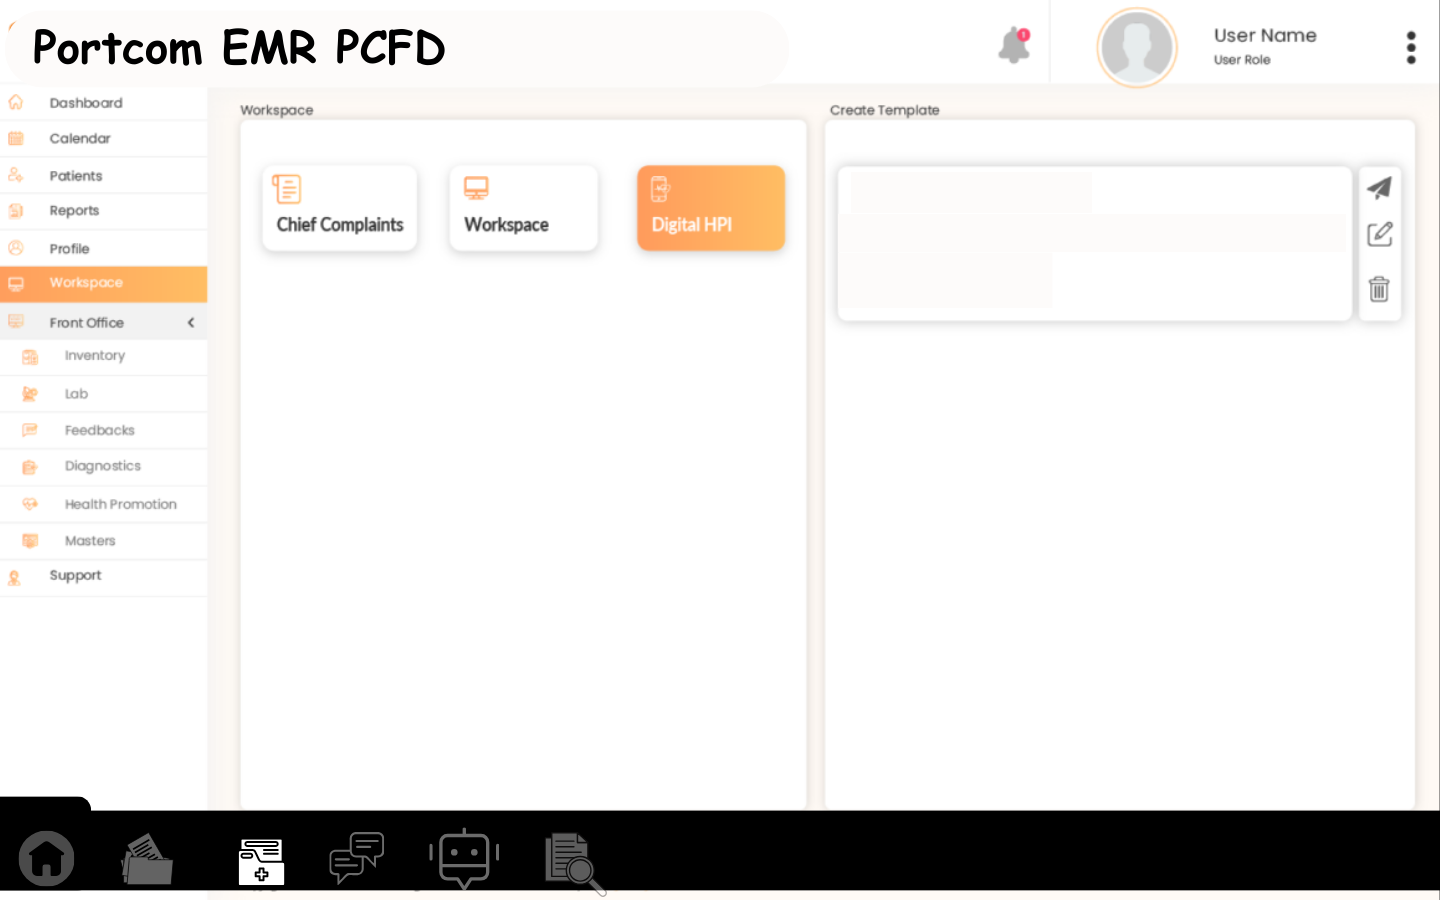 Portcom EMR PCFD
1
User Name
User Role
Dashboard
Calendar
Patients
Reports
Profile
Workspace
Front Office
Inventory
Lab
Feedbacks
Diagnostics
Health Promotion
Masters
Support
Workspace
Chief Complaints
Workspace
Digital HPI
Create Template